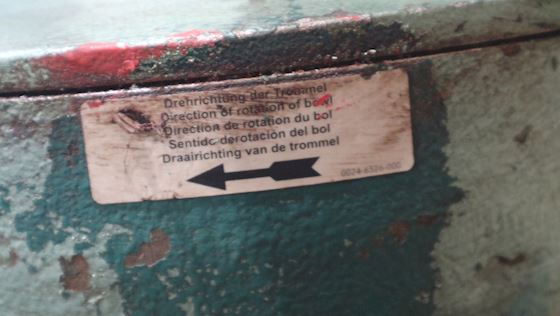 Drehrichtung der Trommel
Direction of rotation of bowl
Direction de rotation du bol
Sentido derotación del bol
Draairichting van de trommel
0024-6526-000